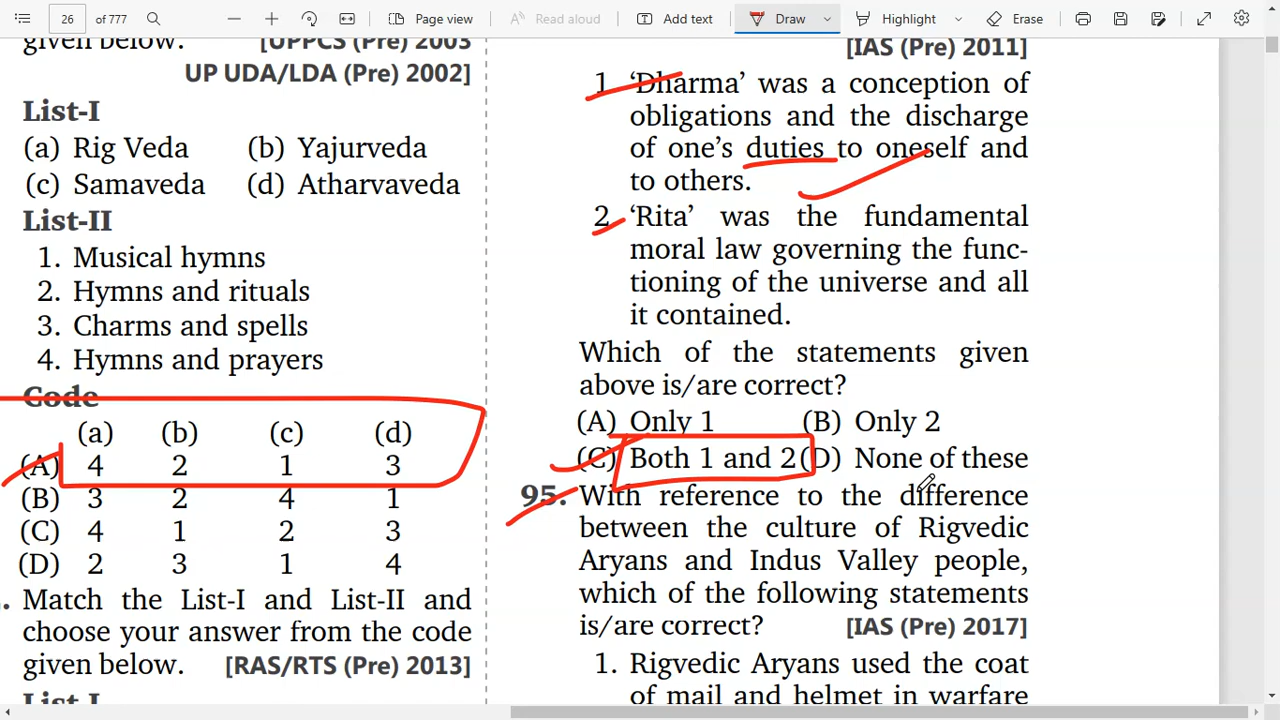 26 of 777
Page view
Read aloud
Add text
Draw
Highlight
Erase
given below. [UPPCS (Pre) 2003
UP UDA/LDA (Pre) 2002]
List-I
(a) Rig Veda (b) Yajurveda
(c) Samaveda (d) Atharvaveda
List-II
1. Musical hymns
2. Hymns and rituals
3. Charms and spells
4. Hymns and prayers
Code
(a) (b) (c) (d)
(A) 4 2 1 3
(B) 3 2 4 1
(C) 4 1 2 3
(D) 2 3 1 4
. Match the List-I and List-II and
choose your answer from the code
given below. [RAS/RTS (Pre) 2013]
List-I
[IAS (Pre) 2011]
1 'Dharma' was a conception of
obligations and the discharge
of one's duties to oneself and
to others.
2 'Rita' was the fundamental
moral law governing the func-
tioning of the universe and all
it contained.
Which of the statements given
above is/are correct?
(A) Only 1 (B) Only 2
(C) Both 1 and 2 (D) None of these
95. With reference to the difference
between the culture of Rigvedic
Aryans and Indus Valley people,
which of the following statements
is/are correct? [IAS (Pre) 2017]
1. Rigvedic Aryans used the coat
of mail and helmet in warfare